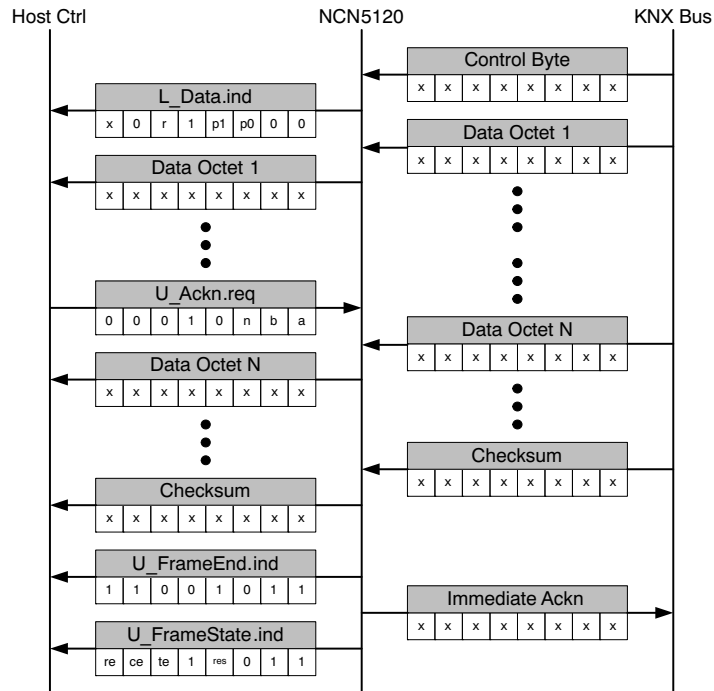 Host Ctrl NCN5120 KNX Bus
Control Byte
x x x x x x x x
L_Data.ind
x 0 r 1 p1 p0 0 0
Data Octet 1
x x x x x x x x
Data Octet 1
x x x x x x x x
U_Ackn.req
0 0 0 1 0 n b a
Data Octet N
x x x x x x x x
Data Octet N
x x x x x x x x
Checksum
x x x x x x x x
Checksum
x x x x x x x x
U_FrameEnd.ind
1 1 0 0 1 0 1 1
Immediate Ackn
x x x x x x x x
U_FrameState.ind
re ce te 1 res 0 1 1